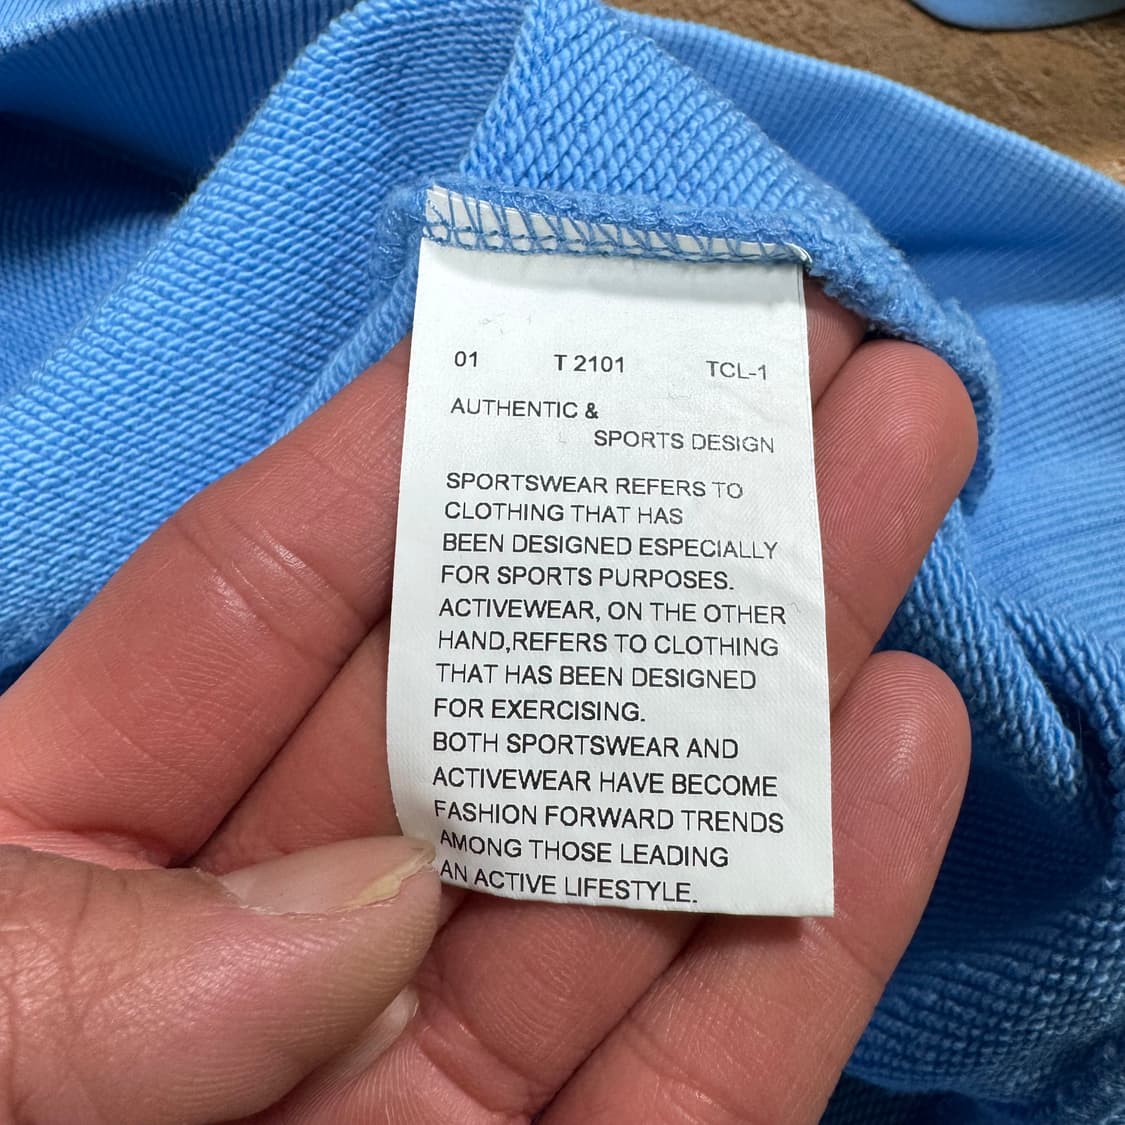 01 T 2101 TCL-1
AUTHENTIC &
SPORTS DESIGN
SPORTSWEAR REFERS TO
CLOTHING THAT HAS
BEEN DESIGNED ESPECIALLY
FOR SPORTS PURPOSES.
ACTIVEWEAR, ON THE OTHER
HAND,REFERS TO CLOTHING
THAT HAS BEEN DESIGNED
FOR EXERCISING.
BOTH SPORTSWEAR AND
ACTIVEWEAR HAVE BECOME
FASHION FORWARD TRENDS
AMONG THOSE LEADING
AN ACTIVE LIFESTYLE.